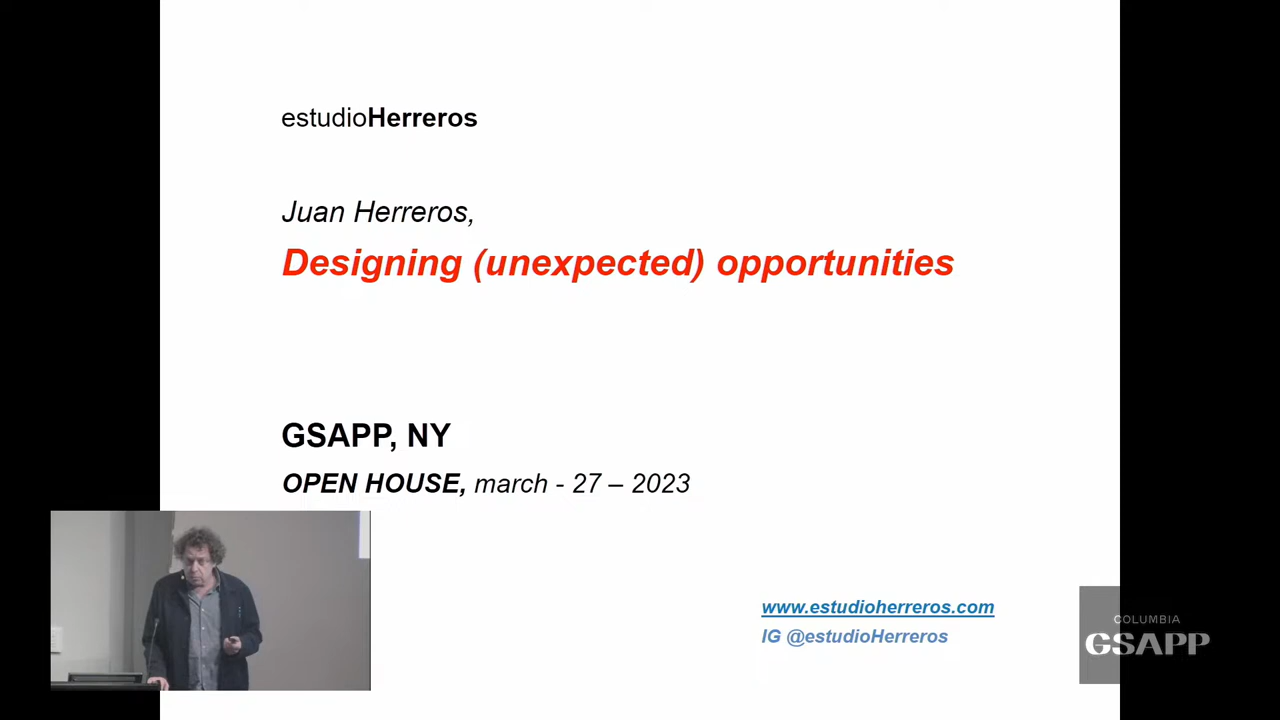 estudioHerreros
Juan Herreros,
Designing (unexpected) opportunities
GSAPP, NY
OPEN HOUSE, march - 27 – 2023
www.estudioherreros.com
IG @estudioHerreros
COLUMBIA
GSAPP